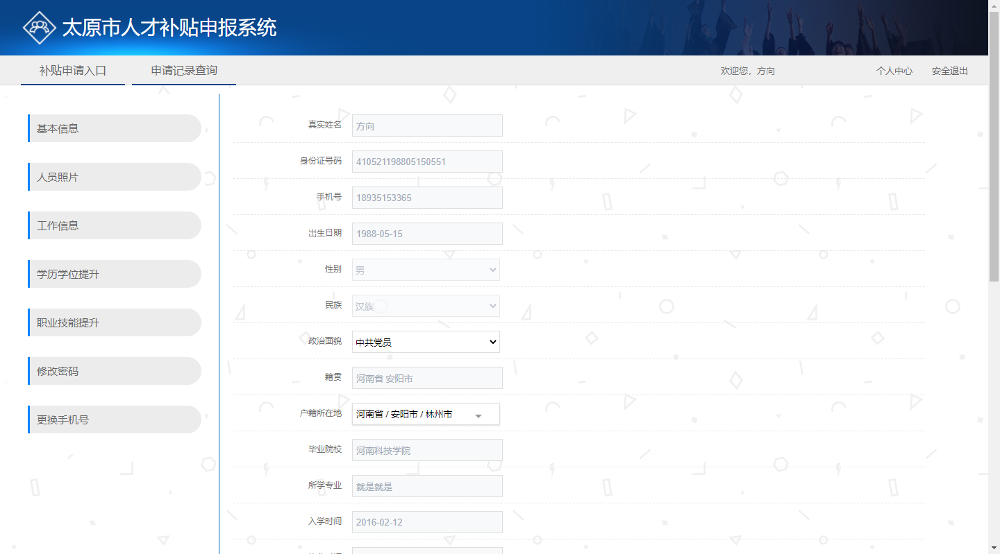 太原市人才补贴申报系统
补贴申请入口 申请记录查询 欢迎您，方向 个人中心 安全退出
基本信息
人员照片
工作信息
学历学位提升
职业技能提升
修改密码
更换手机号
真实姓名 方向
身份证号码 410521198805150551
手机号 18935153365
出生日期 1988-05-15
性别 男
民族 汉族
政治面貌 中共党员
籍贯 河南省 安阳市
户籍所在地 河南省 / 安阳市 / 林州市
毕业院校 河南科技学院
所学专业 就是就是
入学时间 2016-02-12